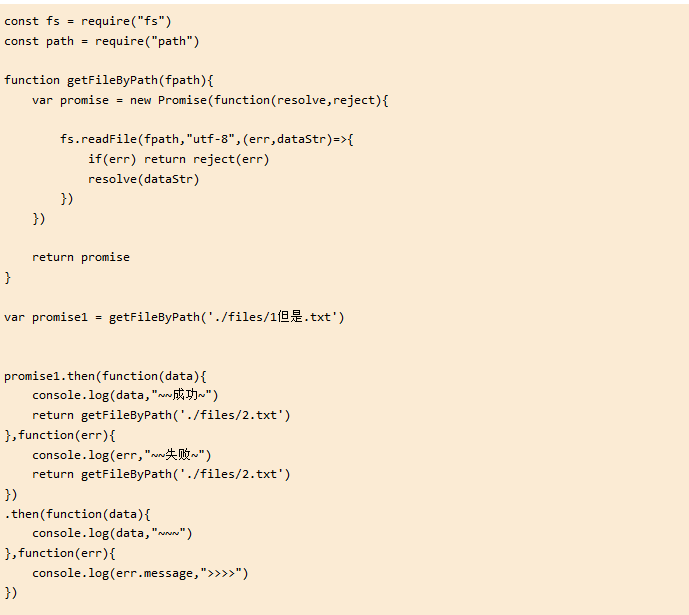 const fs = require("fs")
const path = require("path")
function getFileByPath(fpath){
var promise = new Promise(function(resolve,reject){
fs.readFile(fpath,"utf-8",(err,dataStr)=>{
if(err) return reject(err)
resolve(dataStr)
})
})
return promise
}
var promise1 = getFileByPath('./files/1但是.txt')
promise1.then(function(data){
console.log(data,"~~成功~")
return getFileByPath('./files/2.txt')
},function(err){
console.log(err,"~~失败~")
return getFileByPath('./files/2.txt')
})
.then(function(data){
console.log(data,"~~~")
},function(err){
console.log(err.message,">>>>")
})